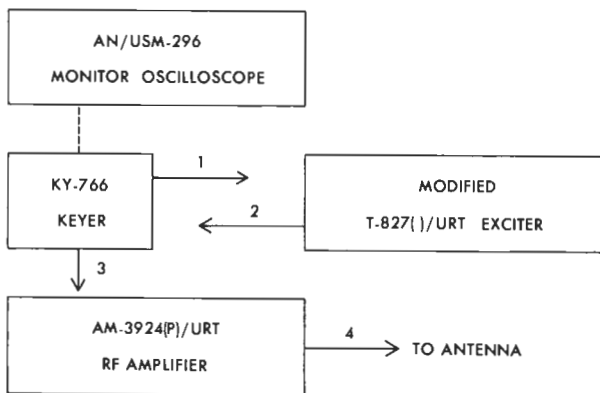 AN/USM-296
MONITOR OSCILLOSCOPE
KY-766
KEYER
1
2
MODIFIED
T-827( )/URT EXCITER
3
AM-3924(P)/URT
RF AMPLIFIER
4
TO ANTENNA